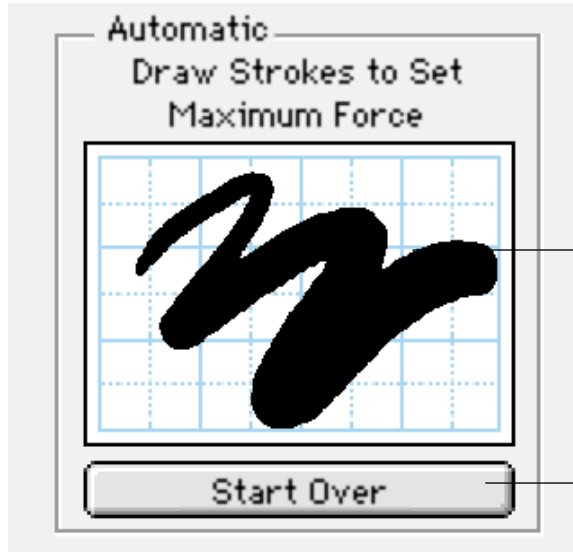 Automatic
Draw Strokes to Set
Maximum Force
Start Over